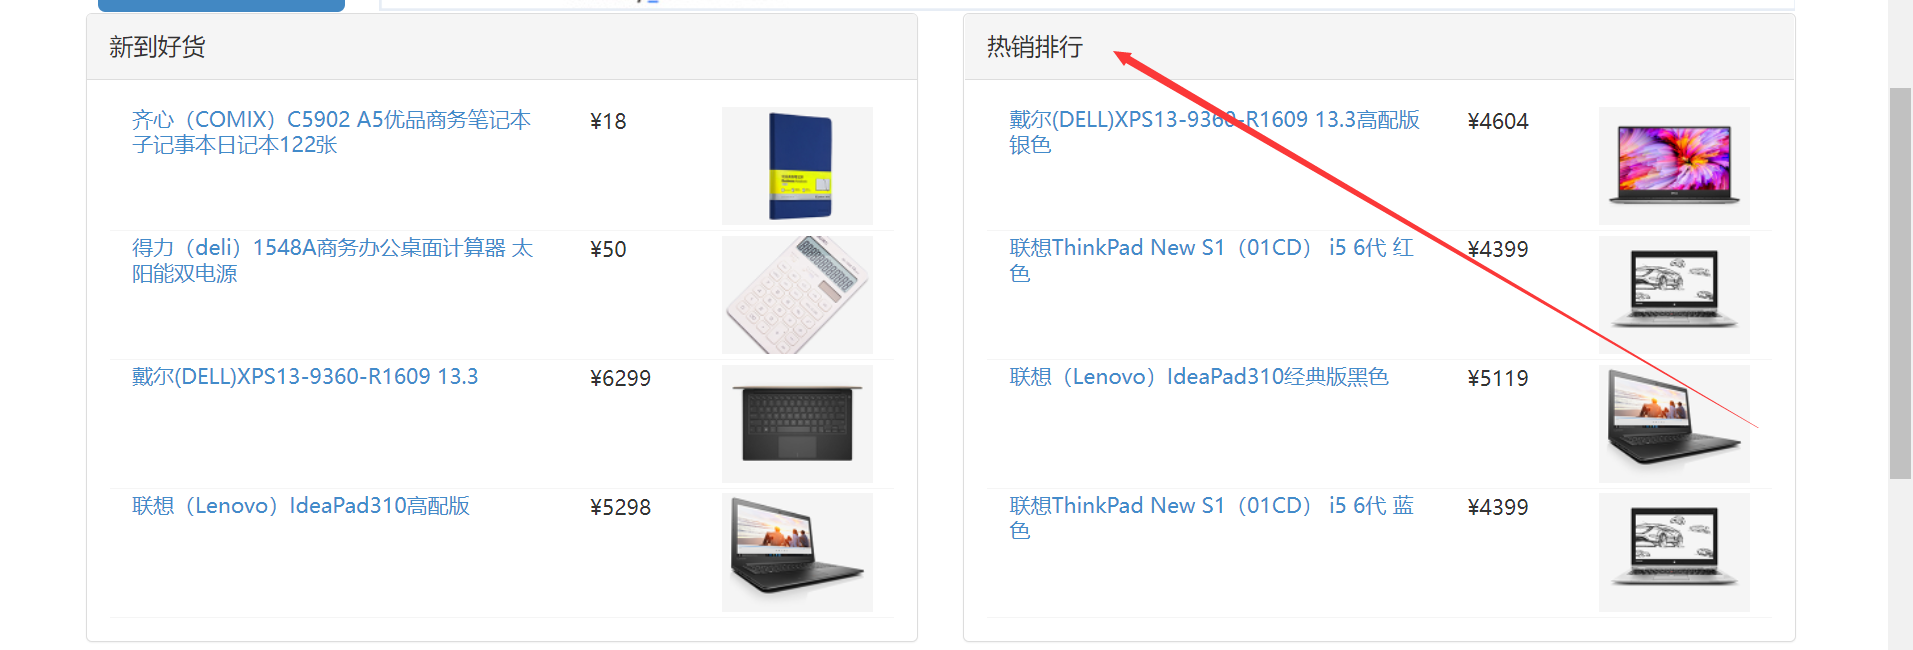 新到好货
齐心（COMIX）C5902 A5优品商务笔记本
子记事本日记本122张
¥18
得力（deli）1548A商务办公桌面计算器 太
阳能双电源
¥50
戴尔(DELL)XPS13-9360-R1609 13.3
¥6299
联想（Lenovo）IdeaPad310高配版
¥5298
热销排行
戴尔(DELL)XPS13-9360-R1609 13.3高配版
银色
¥4604
联想ThinkPad New S1（01CD） i5 6代 红
色
¥4399
联想（Lenovo）IdeaPad310经典版黑色
¥5119
联想ThinkPad New S1（01CD） i5 6代 蓝
色
¥4399